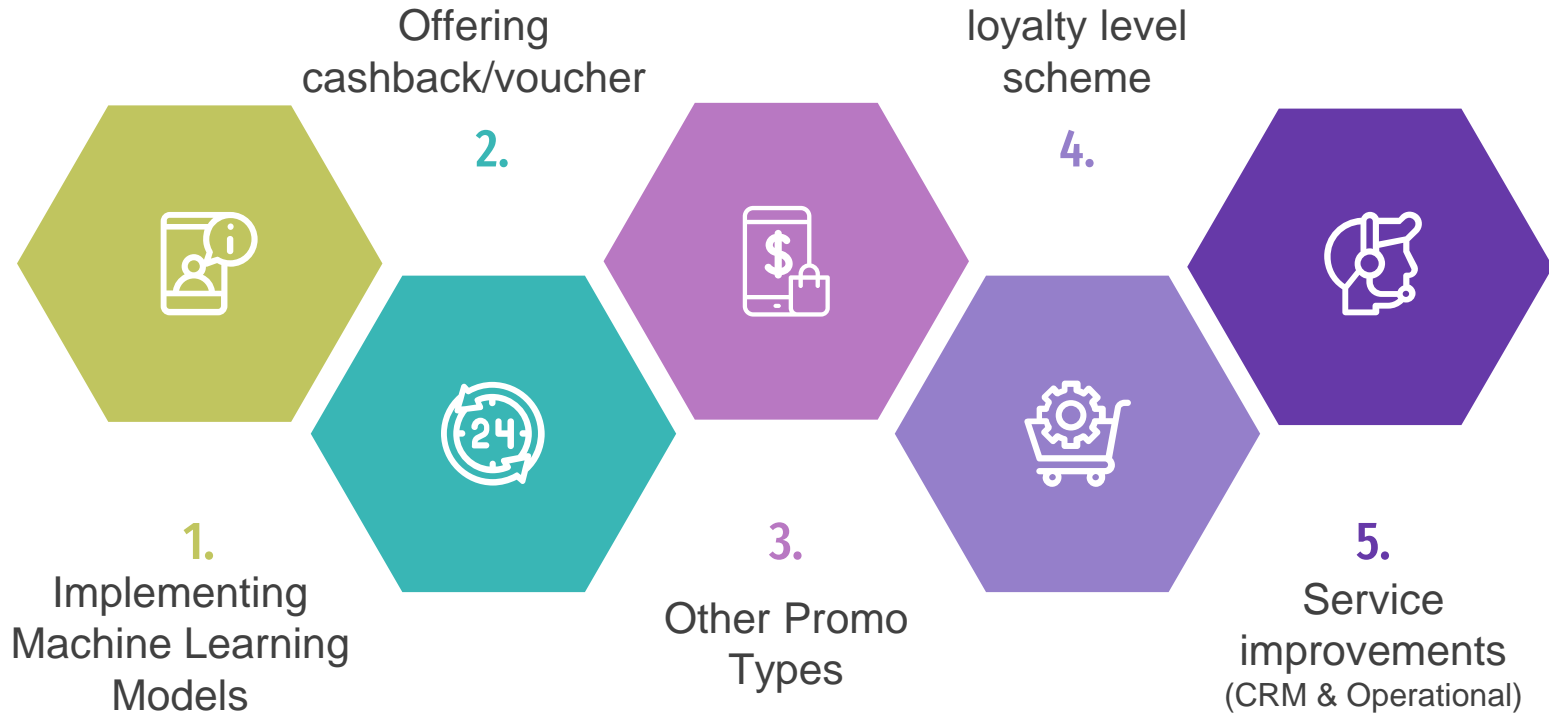 1.
Implementing
Machine Learning
Models
Offering
cashback/voucher
2.
24
3.
Other Promo
Types
$
loyalty level
scheme
4.
5.
Service
improvements
(CRM & Operational)
i